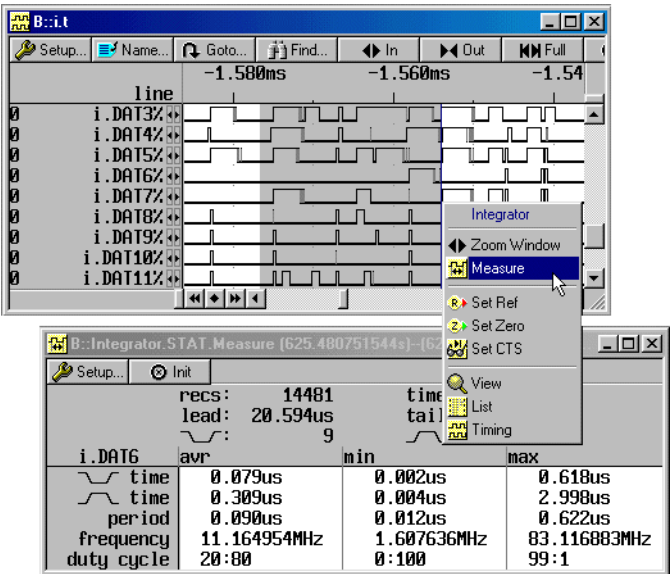 B::i.t
Setup... Name... Goto... Find... In Out Full
-1.580ms -1.560ms -1.54
line
0 i.DAT3%
0 i.DAT4%
0 i.DAT5%
0 i.DAT6%
0 i.DAT7%
0 i.DAT8%
0 i.DAT9%
0 i.DAT10%
0 i.DAT11%
Integrator
Zoom Window
Measure
R Set Ref
Z Set Zero
Set CTS
View
List
Timing
B::Integrator.STAT.Measure (625.480751544s)--(62
Setup... Init
recs: 14481 time
lead: 20.594us tail
: 9
i.DAT6 avr min max
time 0.079us 0.002us 0.618us
time 0.309us 0.004us 2.998us
period 0.090us 0.012us 0.622us
frequency 11.164954MHz 1.607636MHz 83.116883MHz
duty cycle 20:80 0:100 99:1